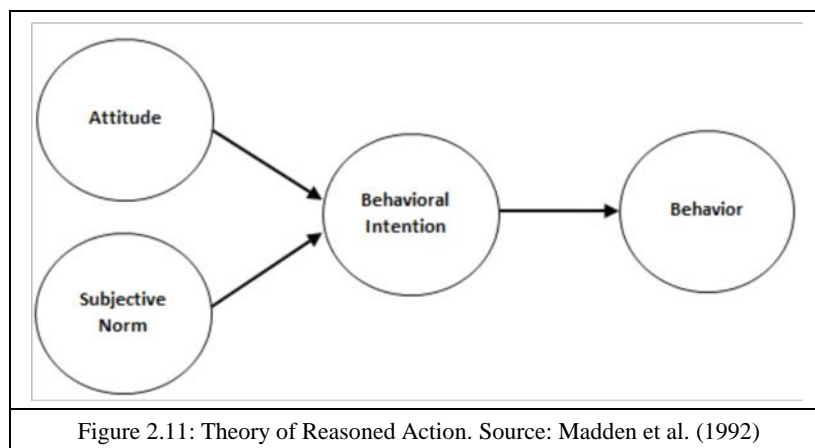 Attitude
Subjective
Norm
Behavioral
Intention
Behavior
Figure 2.11: Theory of Reasoned Action. Source: Madden et al. (1992)